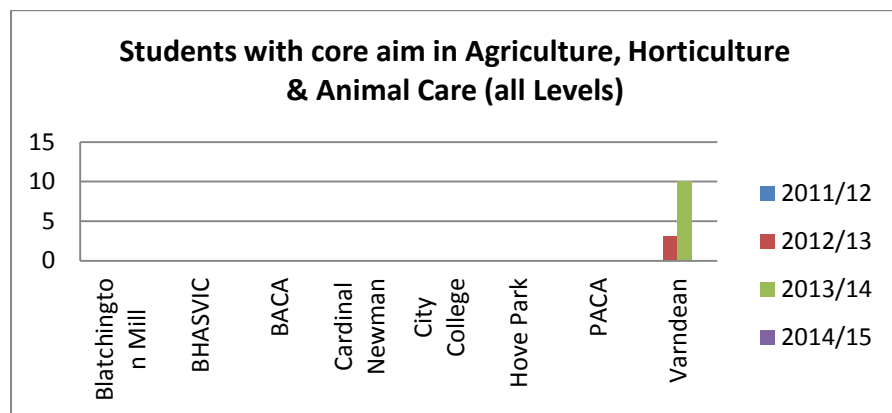 Students with core aim in Agriculture, Horticulture
& Animal Care (all Levels)
15
10
5
0
Blatchingto
n Mill
BHASVIC
BACA
Cardinal
Newman
City
College
Hove Park
PACA
Varndean
2011/12
2012/13
2013/14
2014/15